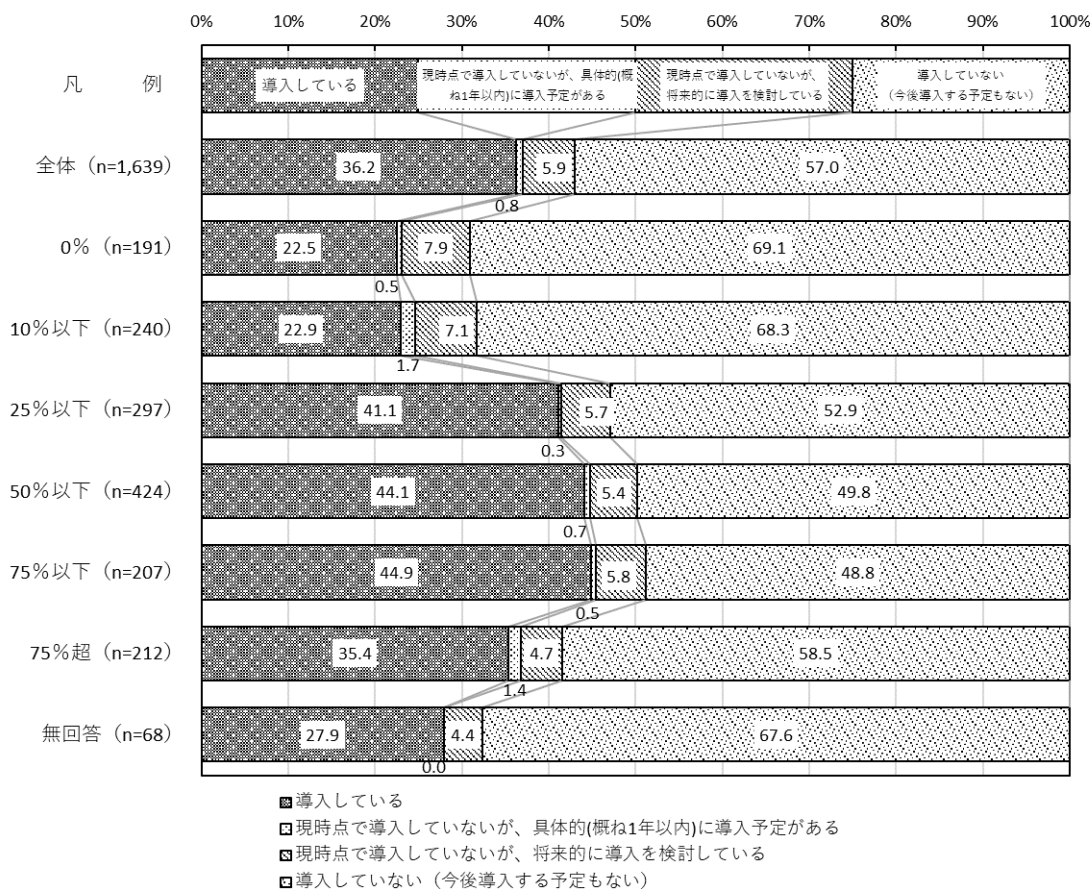 0% 10% 20% 30% 40% 50% 60% 70% 80% 90% 100%
凡 例
導入している
現時点で導入していないが、具体的(概
ね1年以内)に導入予定がある
現時点で導入していないが、
将来的に導入を検討している
導入していない
（今後導入する予定もない）
全体（n=1,639） 36.2 0.8 5.9 57.0
0％（n=191） 22.5 0.5 7.9 69.1
10％以下（n=240） 22.9 1.7 7.1 68.3
25％以下（n=297） 41.1 0.3 5.7 52.9
50％以下（n=424） 44.1 0.7 5.4 49.8
75％以下（n=207） 44.9 0.5 5.8 48.8
75％超（n=212） 35.4 1.4 4.7 58.5
無回答（n=68） 27.9 0.0 4.4 67.6
導入している
現時点で導入していないが、具体的(概ね1年以内)に導入予定がある
現時点で導入していないが、将来的に導入を検討している
導入していない（今後導入する予定もない）